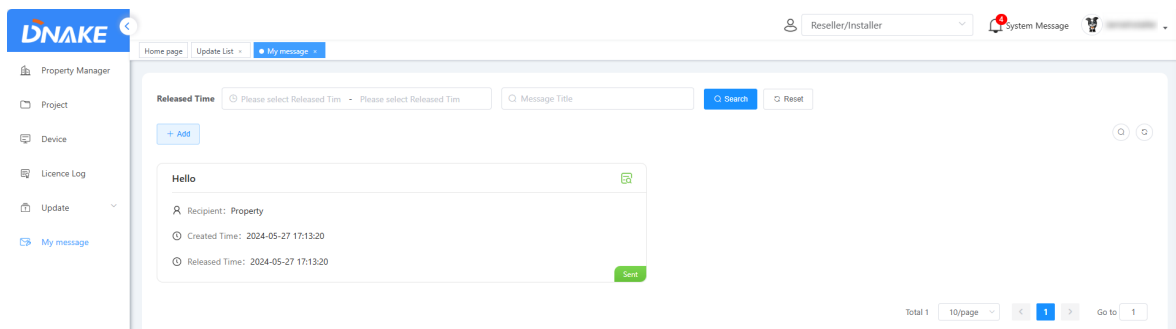 DNAKE
Reseller/Installer
4
System Message
Home page
Update List ×
My message ×
Property Manager
Project
Device
Licence Log
Update
My message
Released Time
Please select Released Tim - Please select Released Tim
Message Title
Search
Reset
+ Add
Hello
Recipient: Property
Created Time: 2024-05-27 17:13:20
Released Time: 2024-05-27 17:13:20
Sent
Total 1 10/page < 1 > Go to 1